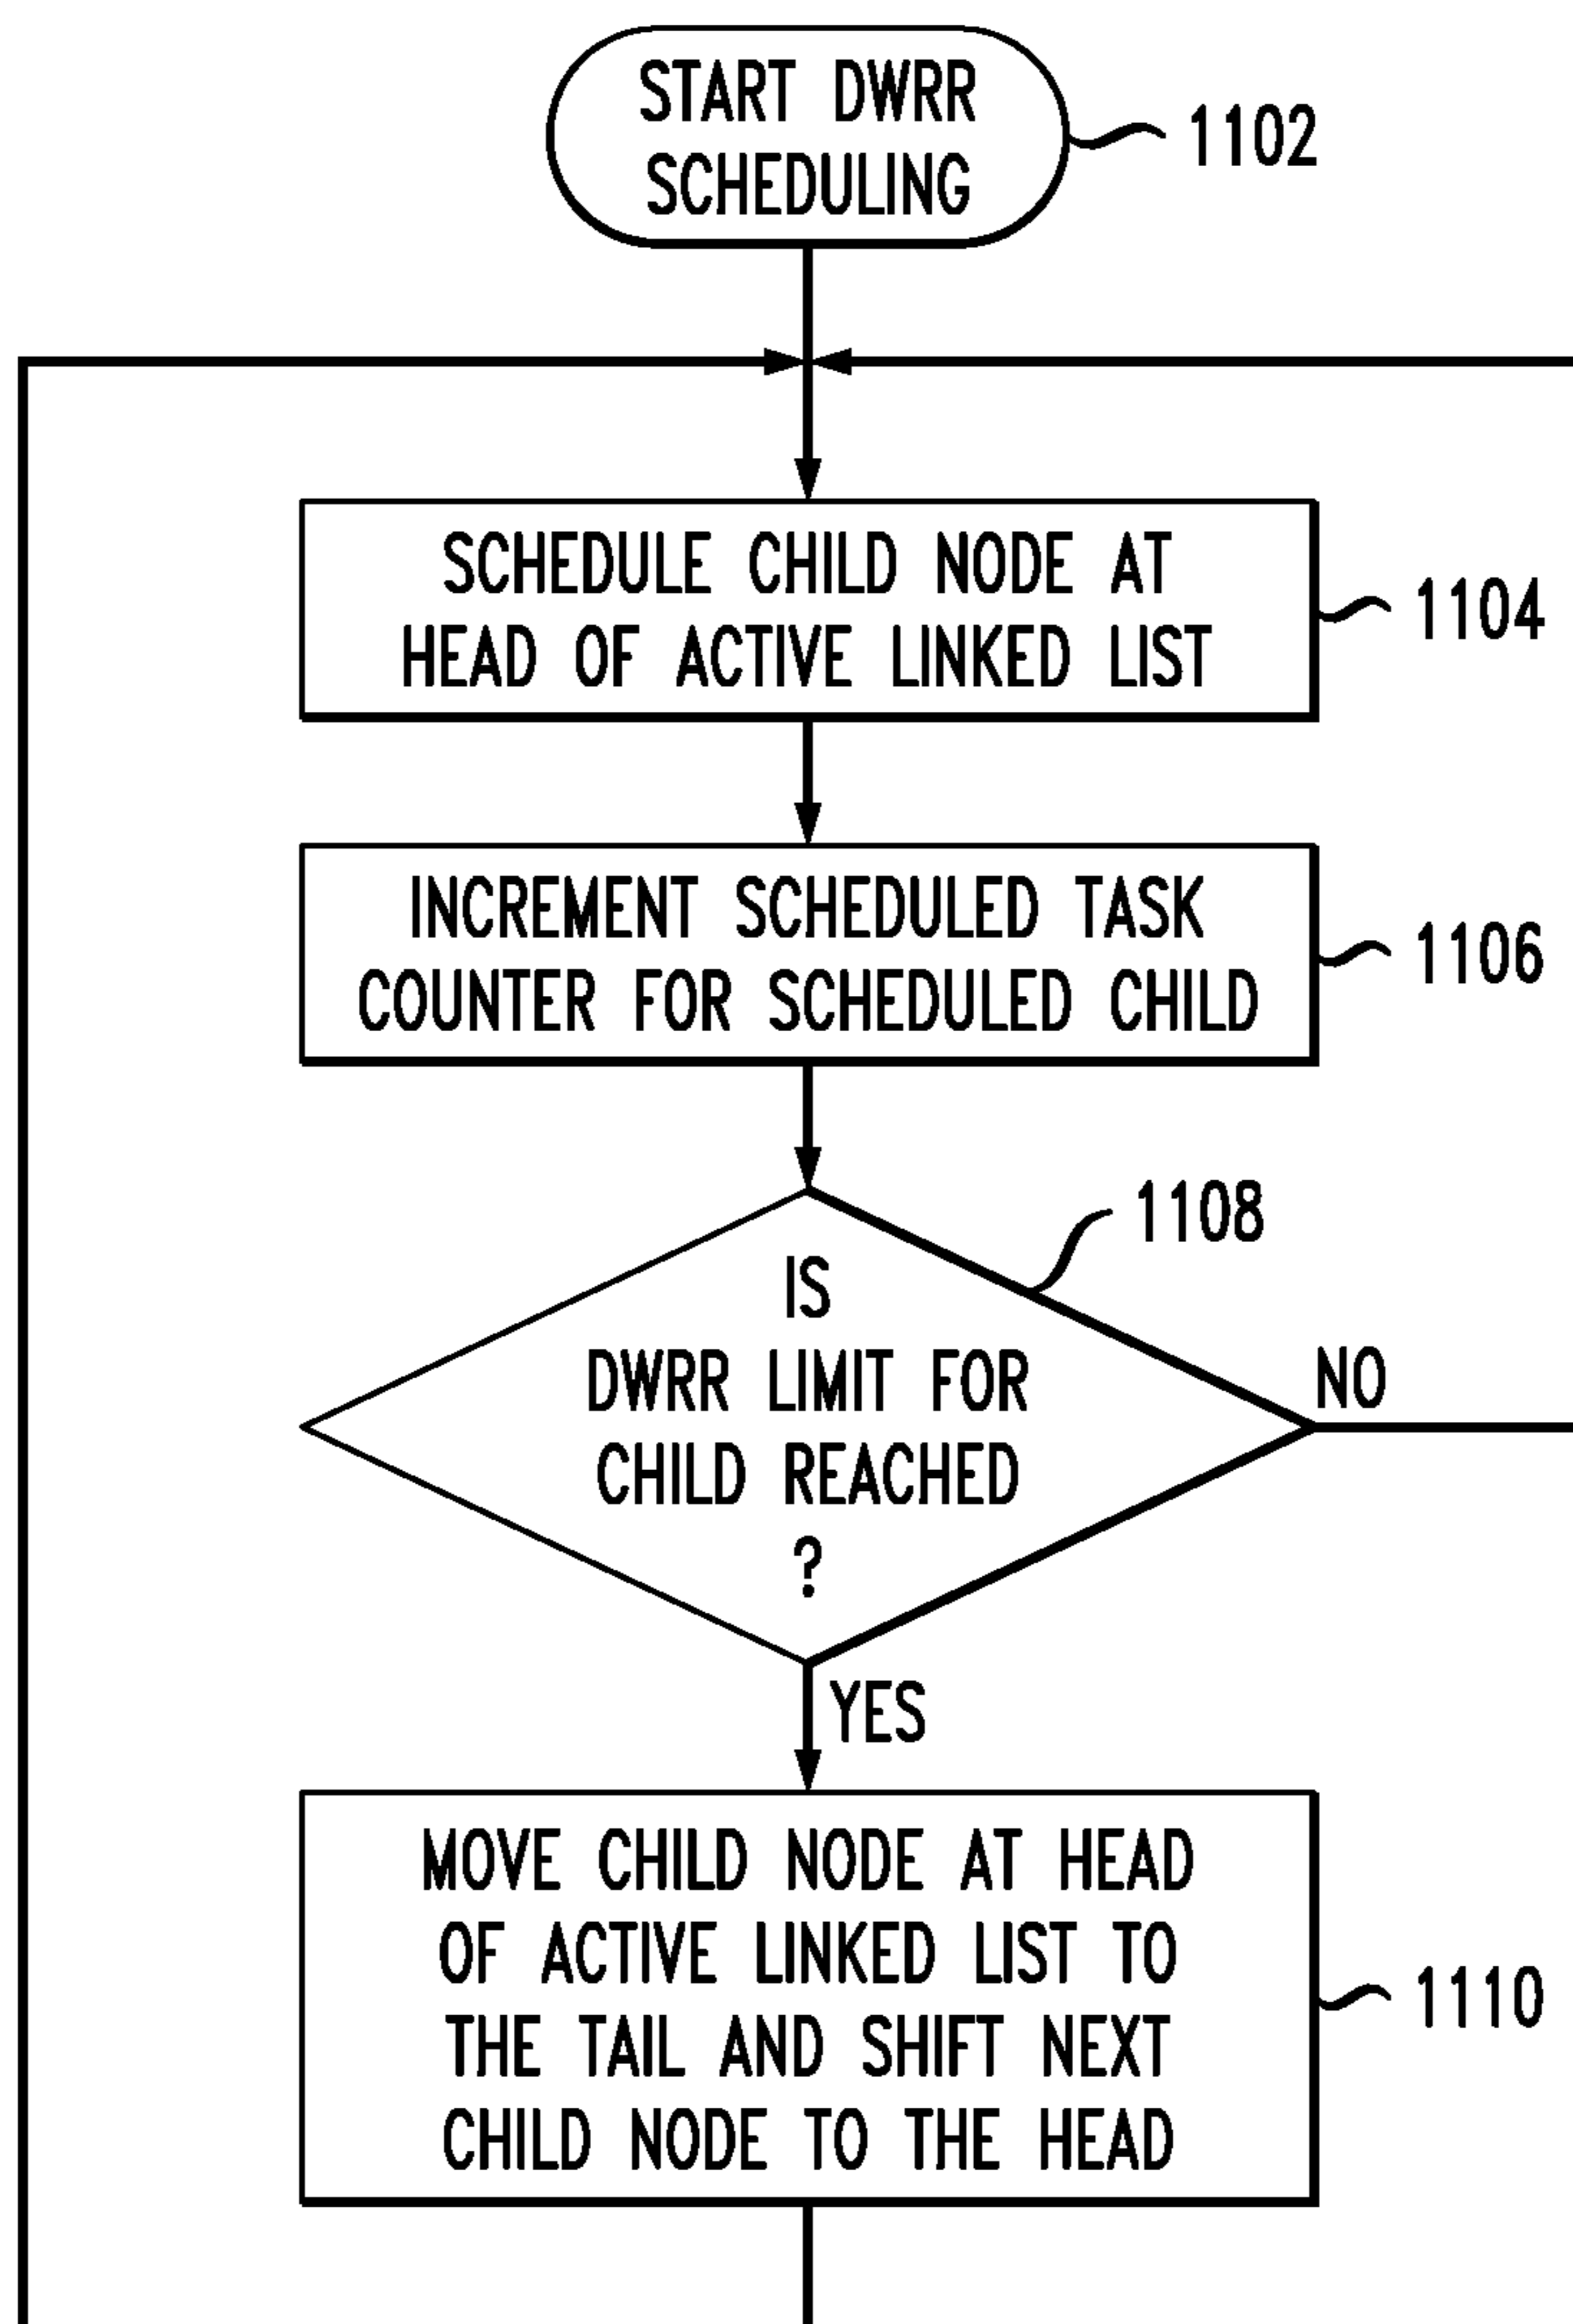 START DWRR
SCHEDULING
1102
SCHEDULE CHILD NODE AT
HEAD OF ACTIVE LINKED LIST
1104
INCREMENT SCHEDULED TASK
COUNTER FOR SCHEDULED CHILD
1106
1108
IS
DWRR LIMIT FOR
CHILD REACHED
?
NO
YES
MOVE CHILD NODE AT HEAD
OF ACTIVE LINKED LIST TO
THE TAIL AND SHIFT NEXT
CHILD NODE TO THE HEAD
1110